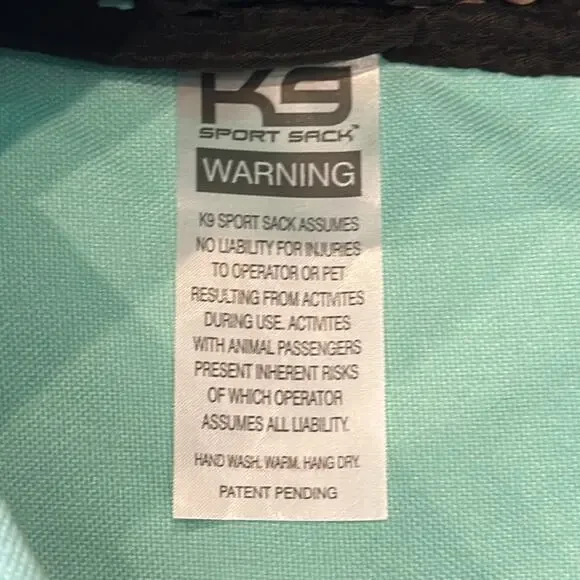 K9
SPORT SACK™
WARNING
K9 SPORT SACK ASSUMES
NO LIABILITY FOR INJURIES
TO OPERATOR OR PET
RESULTING FROM ACTIVITES
DURING USE. ACTIVITES
WITH ANIMAL PASSENGERS
PRESENT INHERENT RISKS
OF WHICH OPERATOR
ASSUMES ALL LIABILITY.
HAND WASH. WARM. HANG DRY.
PATENT PENDING